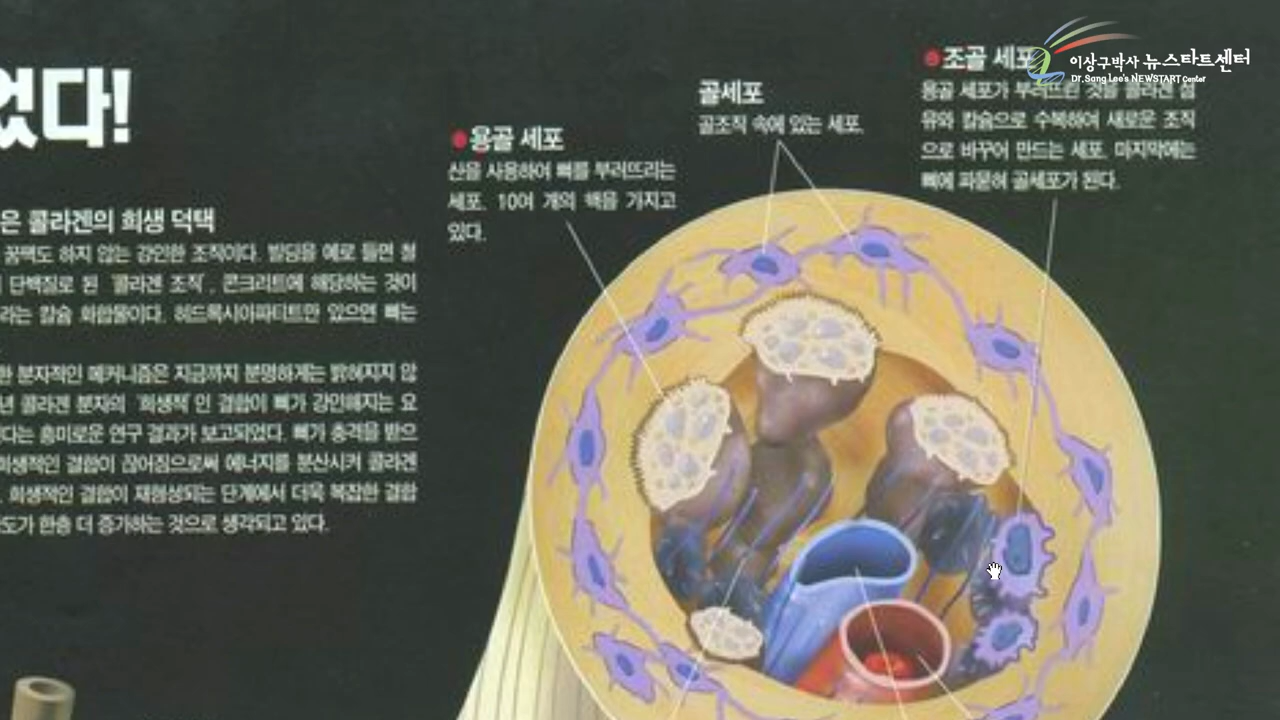 었다!
은 콜라겐의 희생 덕택
꿈쩍도 하지 않는 강인한 조직이다. 빌딩을 예로 들면 철
단백질로 된 '콜라겐 조직', 콘크리트에 해당하는 것이
라는 칼슘 화합물이다. 히드록시아파티트만 있으면 뼈는
한 분자적인 메커니즘은 지금까지 분명하게는 밝혀지지 않
년 콜라겐 분자의 '희생적'인 결합이 뼈가 강인해지는 요
다는 흥미로운 연구 결과가 보고되었다. 뼈가 충격을 받으
희생적인 결합이 끊어짐으로써 에너지를 분산시켜 콜라겐
. 희생적인 결합이 재형성되는 단계에서 더욱 복잡한 결합
도가 한층 더 증가하는 것으로 생각되고 있다.
용골 세포
산을 사용하여 뼈를 부러뜨리는
세포. 10여 개의 핵을 가지고
있다.
골세포
골조직 속에 있는 세포.
조골 세포
용골 세포가 부러뜨린 것을 콜라겐 섬
유와 칼슘으로 수복하여 새로운 조직
으로 바꾸어 만드는 세포. 마지막에는
뼈에 파묻혀 골세포가 된다.
이상구박사 뉴스타트센터
Dr.Sang Lee's NEWSTART Center